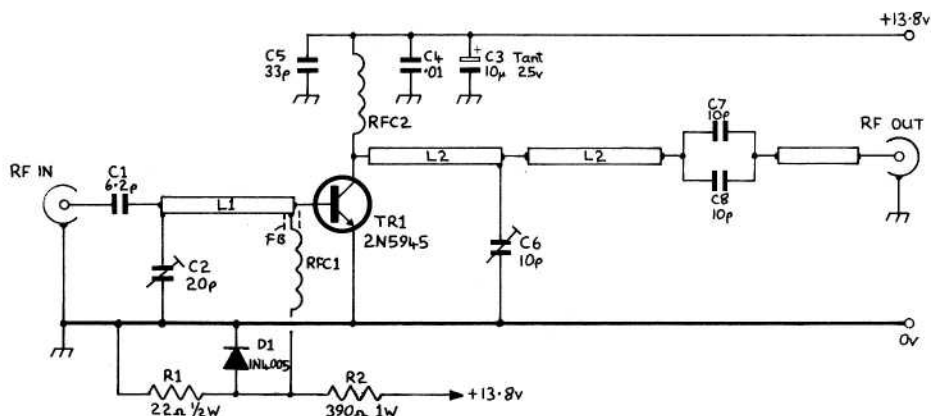 +13.8v
C5
33p
C4
.01
C3
10μ
Tant
25v
RFC2
C7
10p
RF OUT
L2
L2
C8
10p
RF IN
C1
6.2p
L1
TR1
2N5945
FB
RFC1
C2
20p
C6
10p
0v
D1
1N4005
R1
22Ω ½W
R2
390Ω 1W
+13.8v
+